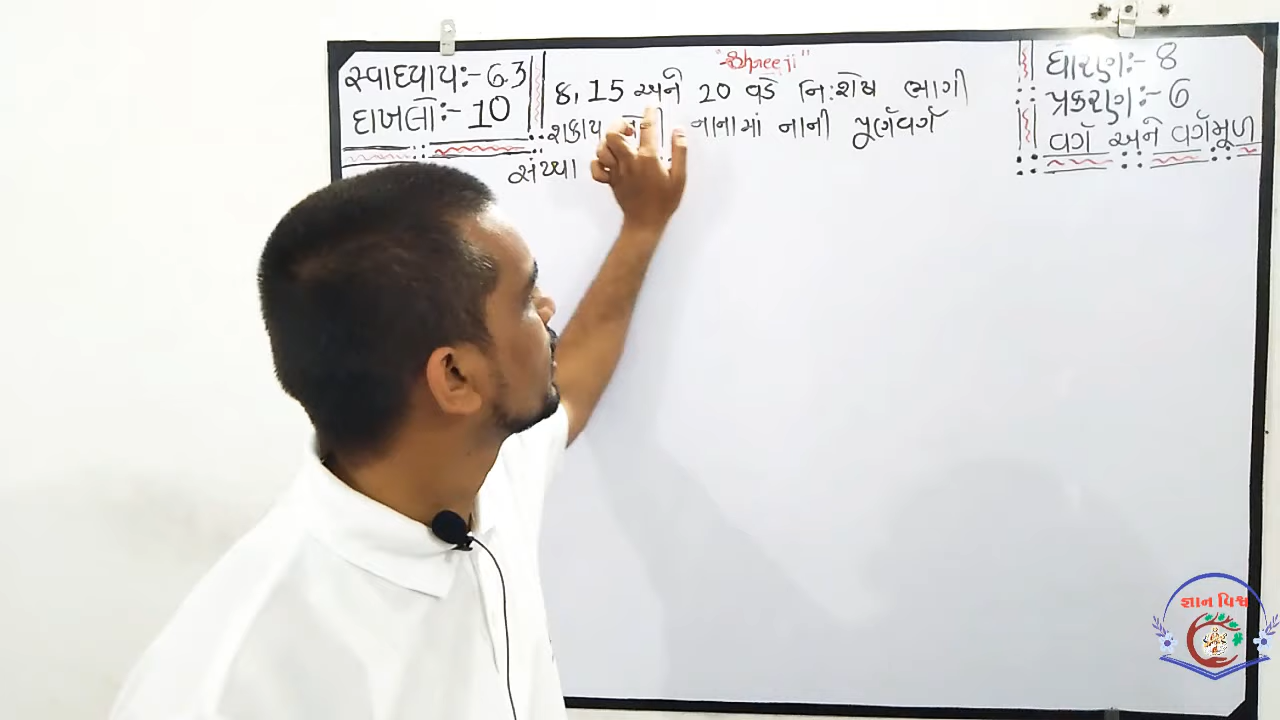 સ્વાધ્યાય:- 6.3
દાખલો:- 10
"Shreeji"
8, 15 અને 20 વડે નિ:શેષ ભાગી
શકાય નાનામાં નાની પૂર્ણવર્ગ
સંખ્યા
ધોરણ:- 8
પ્રકરણ:- 6
વર્ગ અને વર્ગમૂળ
જ્ઞાન વિશ્વ